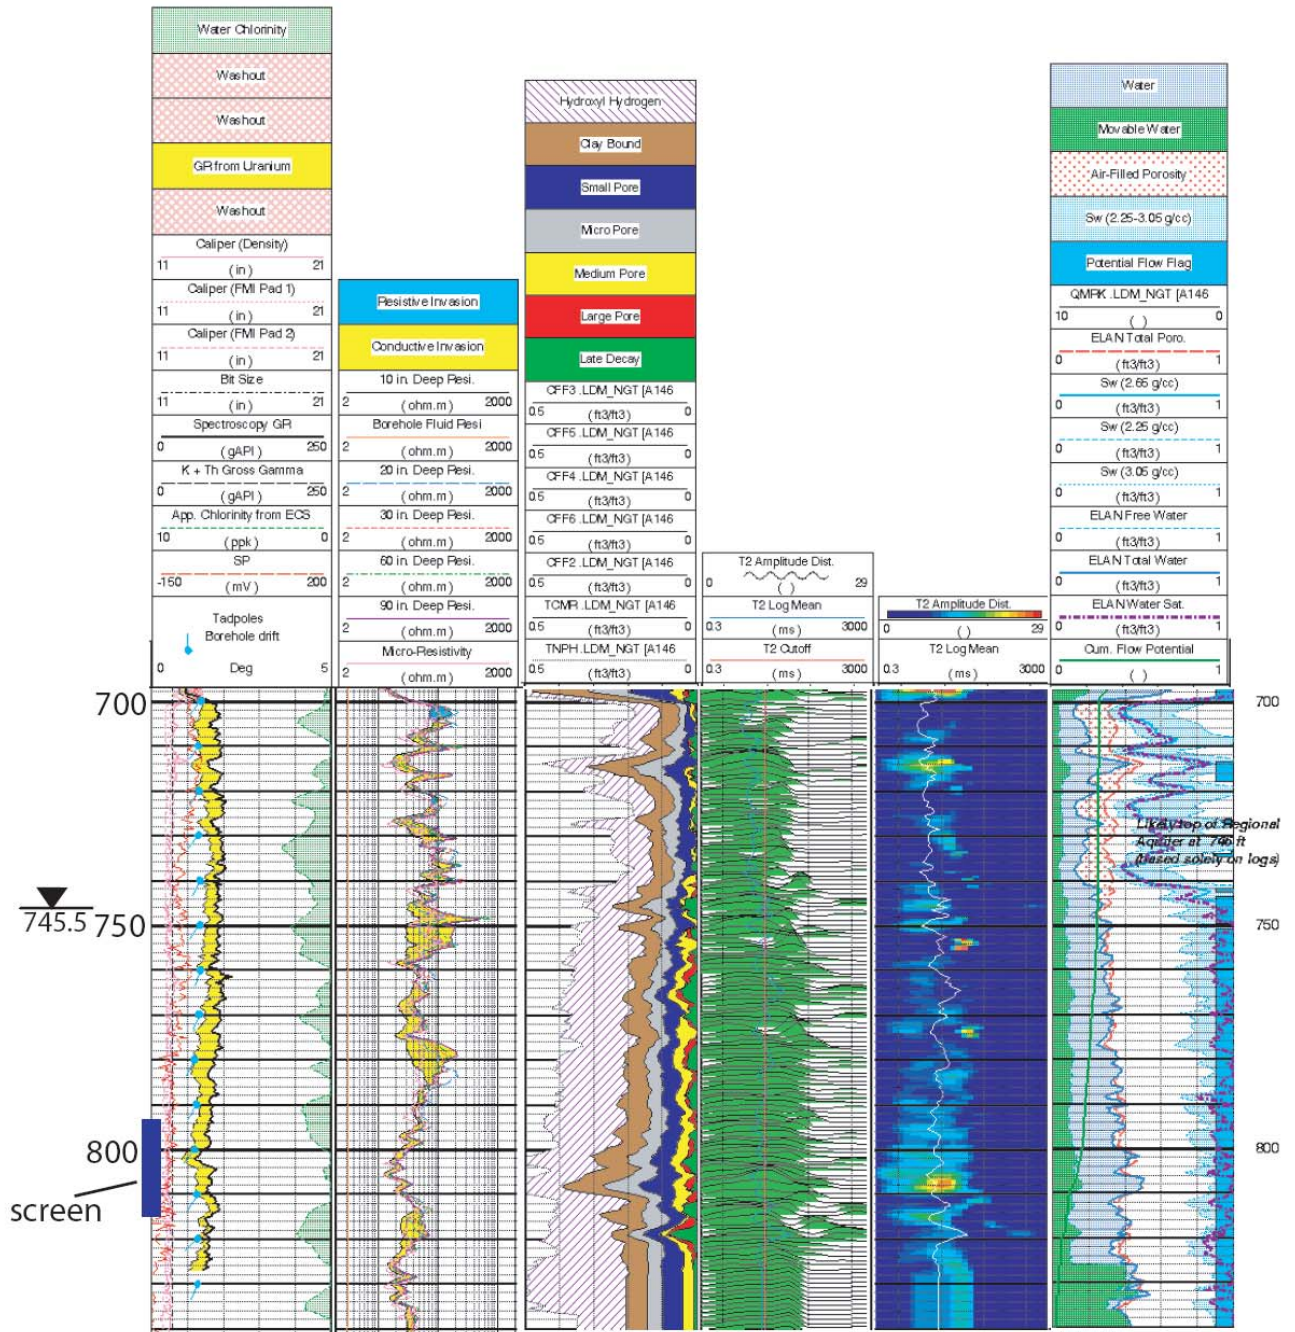 Water Chlorinity
Washout
Washout
GR from Uranium
Washout
Caliper (Density)
11 (in) 21
Caliper (FMI Pad 1)
11 (in) 21
Caliper (FMI Pad 2)
11 (in) 21
Bit Size
11 (in) 21
Spectroscopy GR
0 (gAPI) 250
K + Th Gross Gamma
0 (gAPI) 250
App. Chlorinity from ECS
10 (ppk) 0
SP
-150 (mV) 200
Tadpoles
Borehole drift
0 Deg 5
Resistive Invasion
Conductive Invasion
10 in. Deep Resi.
2 (ohm.m) 2000
Borehole Fluid Resi
2 (ohm.m) 2000
20 in. Deep Resi.
2 (ohm.m) 2000
30 in. Deep Resi.
2 (ohm.m) 2000
60 in. Deep Resi.
2 (ohm.m) 2000
90 in. Deep Resi.
2 (ohm.m) 2000
Micro-Resistivity
2 (ohm.m) 2000
Hydroxyl Hydrogen
Clay Bound
Small Pore
Micro Pore
Medium Pore
Large Pore
Late Decay
CFF3 .LDM_NGT [A146
0.5 (ft3/ft3) 0
CFF5 .LDM_NGT [A146
0.5 (ft3/ft3) 0
CFF4 .LDM_NGT [A146
0.5 (ft3/ft3) 0
CFF6 .LDM_NGT [A146
0.5 (ft3/ft3) 0
CFF2 .LDM_NGT [A146
0.5 (ft3/ft3) 0
TCMR .LDM_NGT [A146
0.5 (ft3/ft3) 0
TNPH .LDM_NGT [A146
0.5 (ft3/ft3) 0
T2 Amplitude Dist.
0 ( ) 29
T2 Log Mean
0.3 (ms) 3000
T2 Cutoff
0.3 (ms) 3000
T2 Amplitude Dist.
0 ( ) 29
T2 Log Mean
0.3 (ms) 3000
Water
Movable Water
Air-Filled Porosity
Sw (2.25-3.05 g/cc)
Potential Flow Flag
QMRK .LDM_NGT [A146
10 ( ) 0
ELAN Total Poro.
0 (ft3/ft3) 1
Sw (2.65 g/cc)
0 (ft3/ft3) 1
Sw (2.25 g/cc)
0 (ft3/ft3) 1
Sw (3.05 g/cc)
0 (ft3/ft3) 1
ELAN Free Water
0 (ft3/ft3) 1
ELAN Total Water
0 (ft3/ft3) 1
ELAN Water Sat.
0 (ft3/ft3) 1
Cum. Flow Potential
0 ( ) 1
700
745.5
750
800
screen
700
Likely top of Regional
Aquifer at 746 ft
(based solely on logs)
750
800